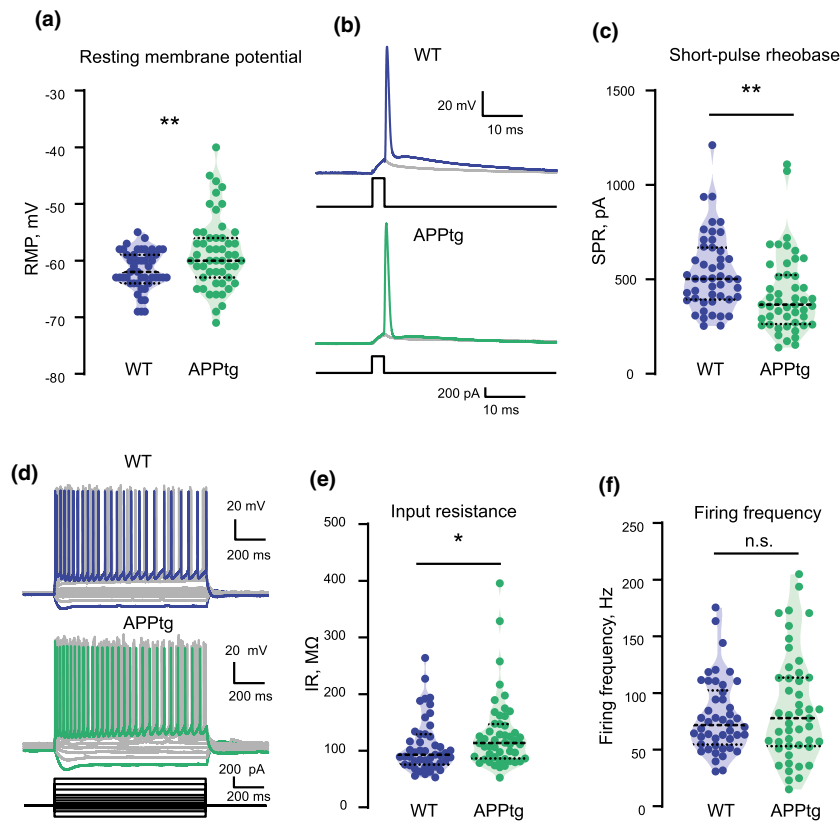 (a)
Resting membrane potential
-30
-40
-50
-60
-70
-80
RMP, mV
**
WT
APPtg
(b)
WT
20 mV
10 ms
APPtg
200 pA
10 ms
(c)
Short-pulse rheobase
1500
1000
500
0
SPR, pA
**
WT
APPtg
(d)
WT
20 mV
200 ms
APPtg
20 mV
200 ms
200 pA
200 ms
(e)
Input resistance
500
400
300
200
100
0
IR, MΩ
*
WT
APPtg
(f)
Firing frequency
250
200
150
100
50
0
Firing frequency, Hz
n.s.
WT
APPtg